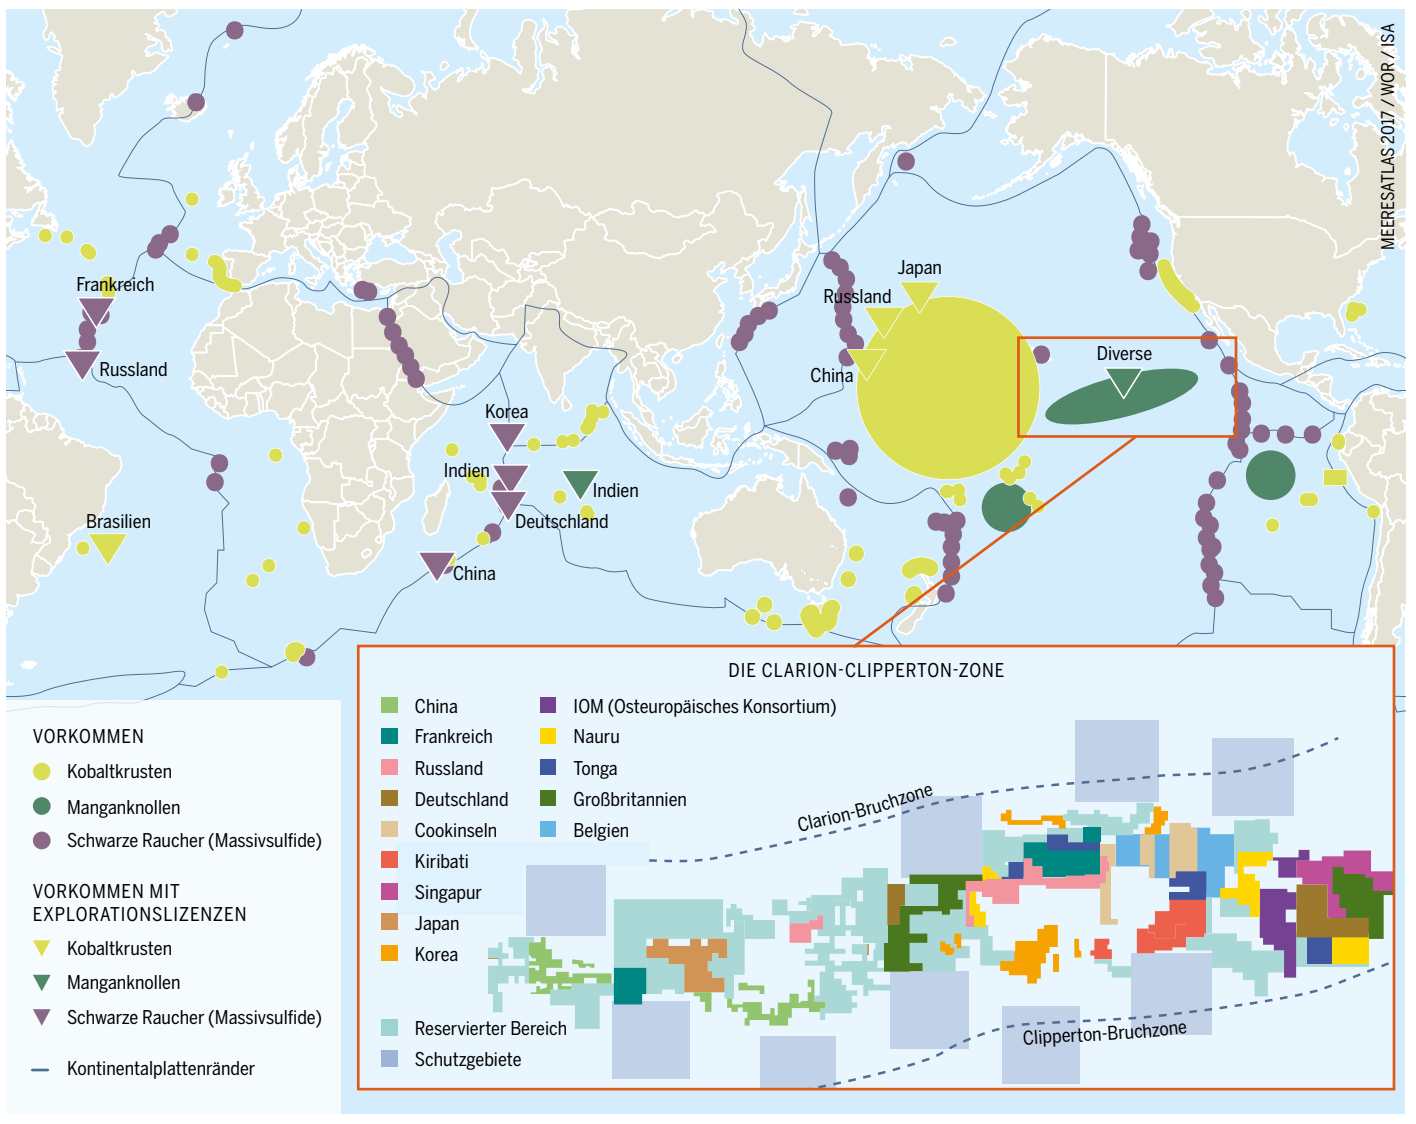 MEERESATLAS 2017 / WOR / ISA
Japan
Frankreich
Russland
Diverse
Russland
China
Korea
Indien
Indien
Brasilien
Deutschland
China
DIE CLARION-CLIPPERTON-ZONE
China
Frankreich
Russland
Deutschland
Cookinseln
Kiribati
Singapur
Japan
Korea
IOM (Osteuropäisches Konsortium)
Nauru
Tonga
Großbritannien
Belgien
Reservierter Bereich
Schutzgebiete
Clarion-Bruchzone
Clipperton-Bruchzone
VORKOMMEN
Kobaltkrusten
Manganknollen
Schwarze Raucher (Massivsulfide)
VORKOMMEN MIT
EXPLORATIONSLIZENZEN
Kobaltkrusten
Manganknollen
Schwarze Raucher (Massivsulfide)
Kontinentalplattenränder